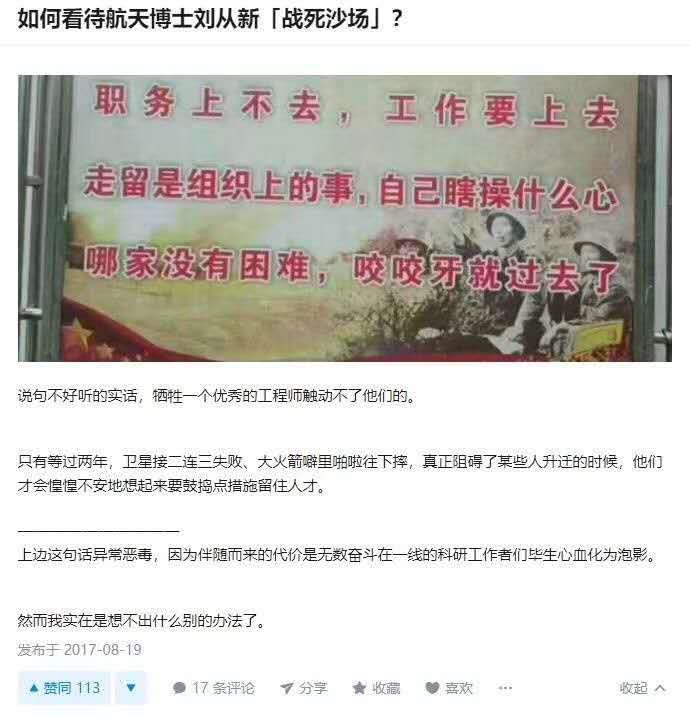 如何看待航天博士刘从新「战死沙场」？
职务上不去，工作要上去
走留是组织上的事，自己瞎操什么心
哪家没有困难，咬咬牙就过去了
说句不好听的实话，牺牲一个优秀的工程师触动不了他们的。
只有等过两年，卫星接二连三失败、大火箭噼里啪啦往下摔，真正阻碍了某些人升迁的时候，他们
才会惶惶不安地想起来要鼓捣点措施留住人才。
上边这句话异常恶毒，因为伴随而来的代价是无数奋斗在一线的科研工作者们毕生心血化为泡影。
然而我实在是想不出什么别的办法了。
发布于 2017-08-19
赞同 113 17 条评论 分享 收藏 喜欢 收起